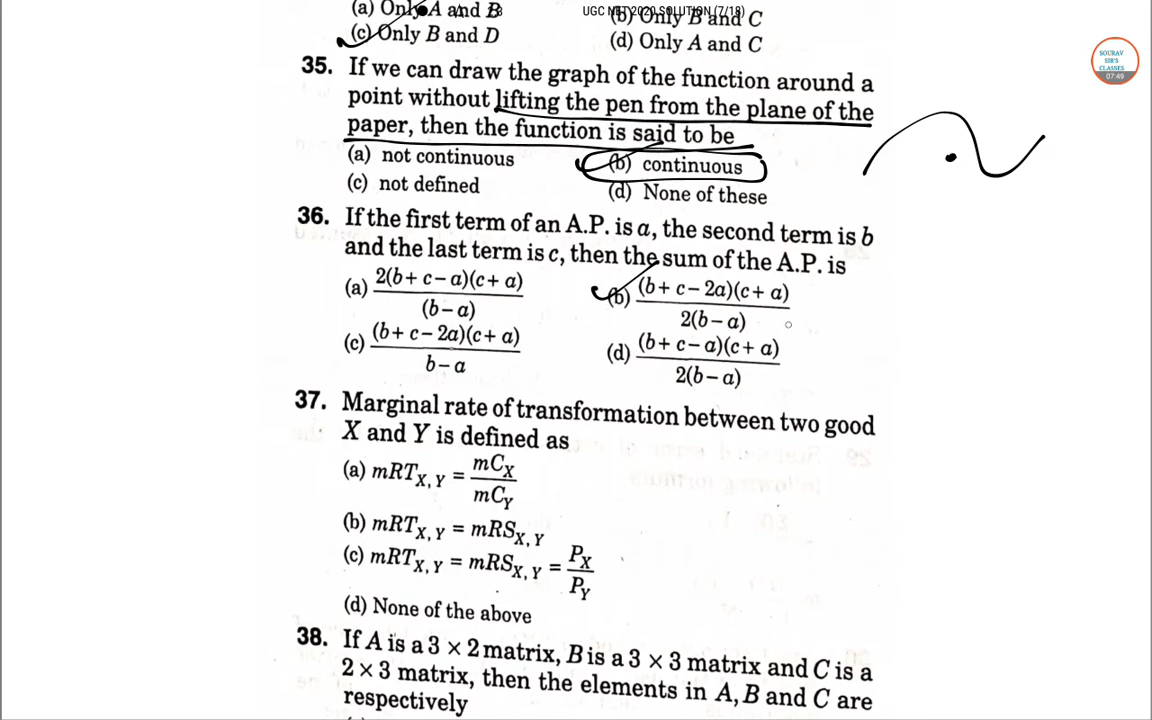 (a) Only A and B
UGC NET 2020 SOLUTION (7/18)
(b) Only B and C
(c) Only B and D
(d) Only A and C
SOURAV
SIR'S
CLASSES
07:49
35. If we can draw the graph of the function around a
point without lifting the pen from the plane of the
paper, then the function is said to be
(a) not continuous
(b) continuous
(c) not defined
(d) None of these
36. If the first term of an A.P. is a, the second term is b
and the last term is c, then the sum of the A.P. is
(a) 2(b + c − a)(c + a) / (b − a)
(b) (b + c − 2a)(c + a) / 2(b − a)
(c) (b + c − 2a)(c + a) / b − a
(d) (b + c − a)(c + a) / 2(b − a)
37. Marginal rate of transformation between two good
X and Y is defined as
(a) mRT_X, Y = mC_X / mC_Y
(b) mRT_X, Y = mRS_X, Y
(c) mRT_X, Y = mRS_X, Y = P_X / P_Y
(d) None of the above
38. If A is a 3 × 2 matrix, B is a 3 × 3 matrix and C is a
2 × 3 matrix, then the elements in A, B and C are
respectively